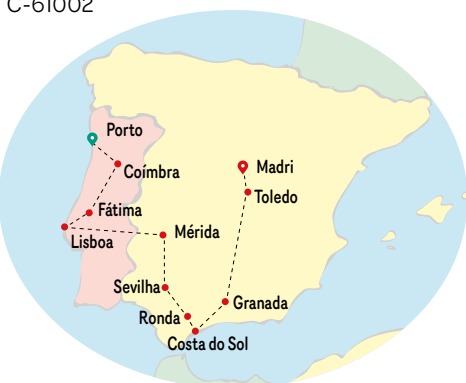 C-61002
Porto
Coímbra
Madri
Toledo
Fátima
Lisboa
Mérida
Sevilha
Granada
Ronda
Costa do Sol